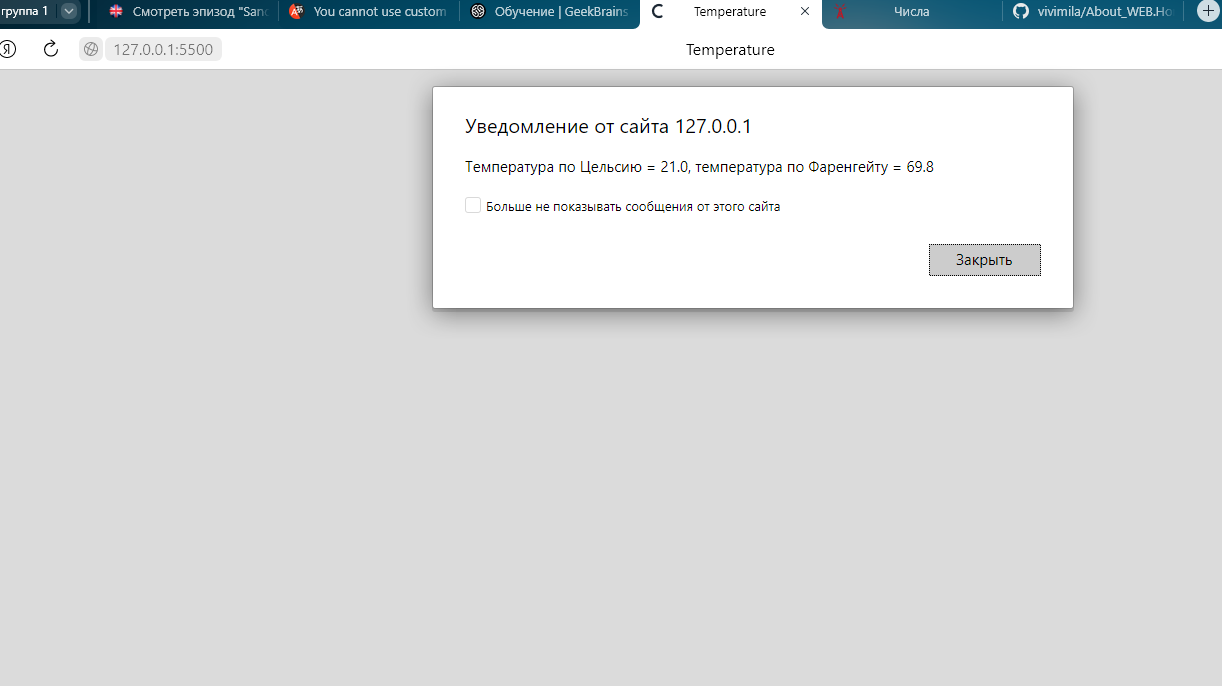 группа 1
Смотреть эпизод "Sand
You cannot use custom
Обучение | GeekBrains
Temperature
Числа
vivimila/About_WEB.Ho
Я
127.0.0.1:5500
Temperature
Уведомление от сайта 127.0.0.1
Температура по Цельсию = 21.0, температура по Фаренгейту = 69.8
Больше не показывать сообщения от этого сайта
Закрыть